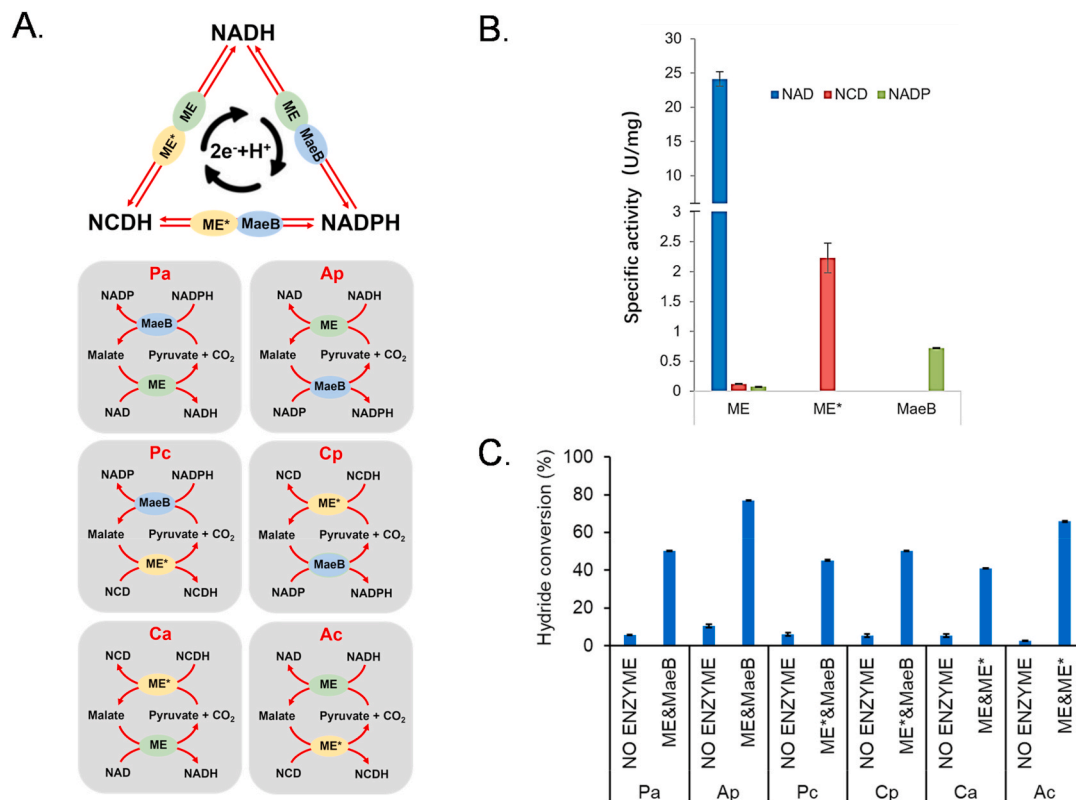 A.
NADH
ME
ME*
ME
MaeB
2e⁻+H⁺
NCDH
ME*
MaeB
NADPH
Pa
NADP
NADPH
MaeB
Malate
Pyruvate + CO₂
ME
NAD
NADH
Ap
NAD
NADH
ME
Malate
Pyruvate + CO₂
MaeB
NADP
NADPH
Pc
NADP
NADPH
MaeB
Malate
Pyruvate + CO₂
ME*
NCD
NCDH
Cp
NCD
NCDH
ME*
Malate
Pyruvate + CO₂
MaeB
NADP
NADPH
Ca
NCD
NCDH
ME*
Malate
Pyruvate + CO₂
ME
NAD
NADH
Ac
NAD
NADH
ME
Malate
Pyruvate + CO₂
ME*
NCD
NCDH
B.
Specific activity (U/mg)
30
25
20
15
10
5
3
2.5
2
1.5
1
0.5
0
NAD
NCD
NADP
ME
ME*
MaeB
C.
Hydride conversion (%)
100
80
60
40
20
0
NO ENZYME
ME&MaeB
NO ENZYME
ME&MaeB
NO ENZYME
ME*&MaeB
NO ENZYME
ME*&MaeB
NO ENZYME
ME&ME*
NO ENZYME
ME&ME*
Pa
Ap
Pc
Cp
Ca
Ac